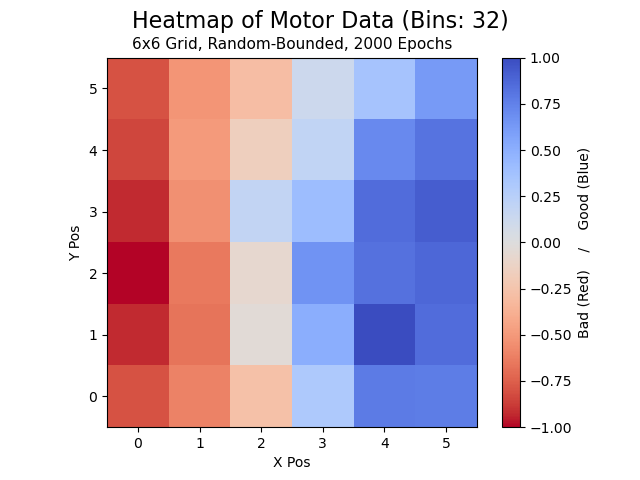 Heatmap of Motor Data (Bins: 32)
6x6 Grid, Random-Bounded, 2000 Epochs
5
4
3
2
1
0
Y Pos
0 1 2 3 4 5
X Pos
1.00
0.75
0.50
0.25
0.00
−0.25
−0.50
−0.75
−1.00
Bad (Red) / Good (Blue)